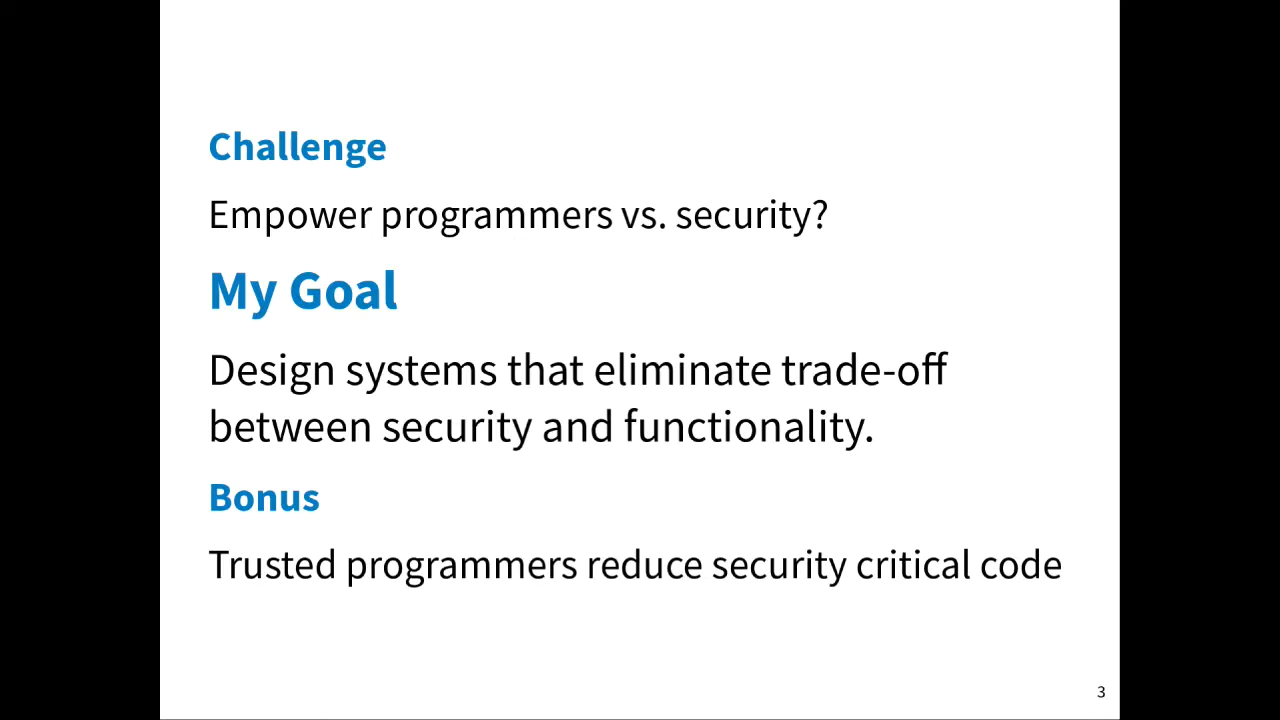 Challenge
Empower programmers vs. security?
My Goal
Design systems that eliminate trade-off
between security and functionality.
Bonus
Trusted programmers reduce security critical code
3